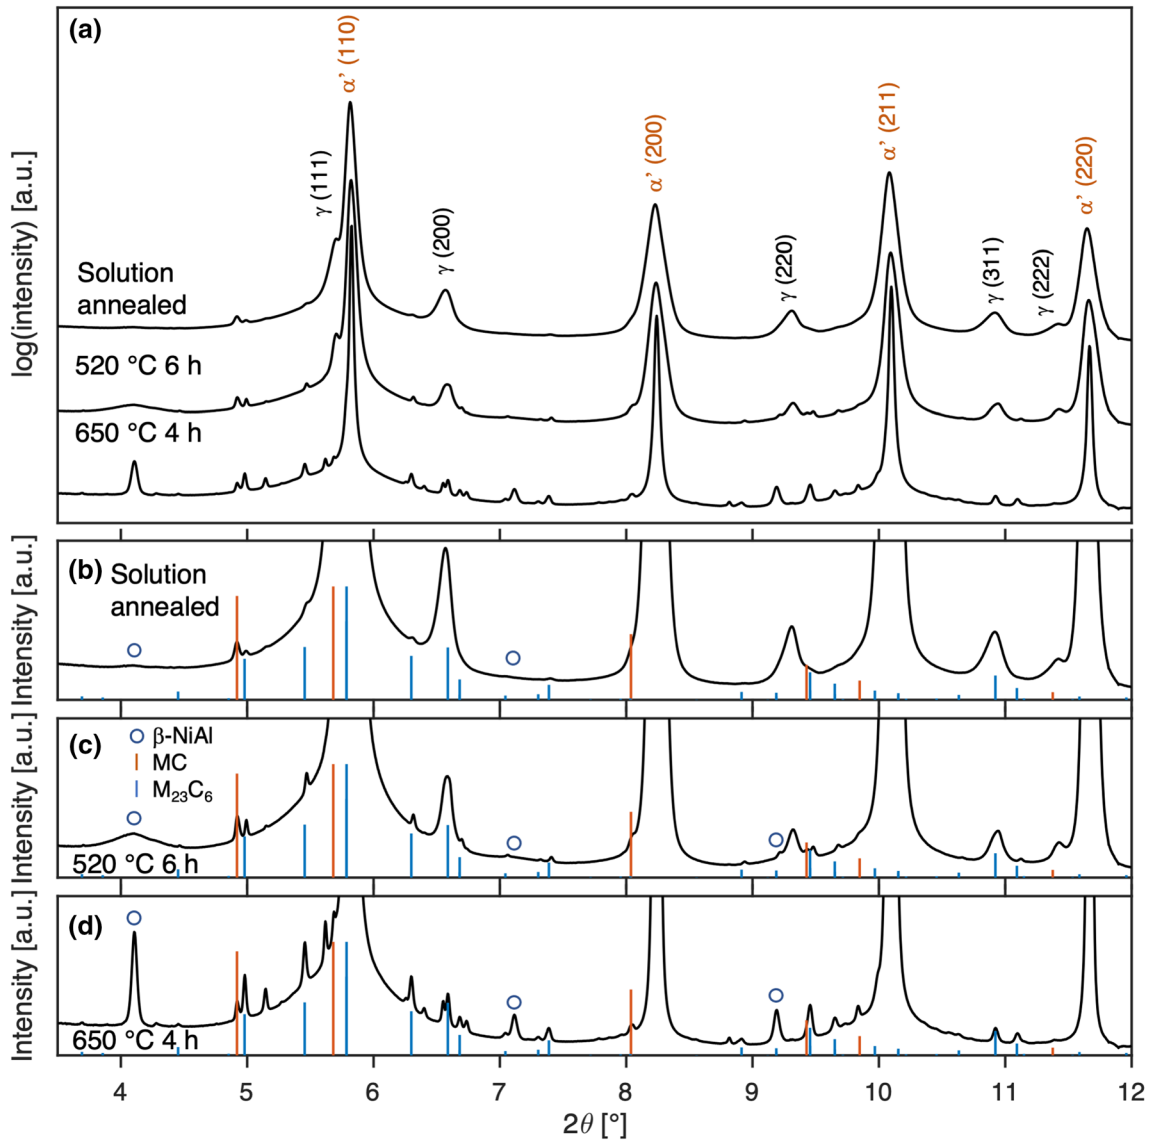 (a)
α’ (110)
α’ (200)
α’ (211)
α’ (220)
γ (111)
γ (200)
γ (220)
γ (311)
γ (222)
log(intensity) [a.u.]
Solution
annealed
520 °C 6 h
650 °C 4 h
(b)
Solution
annealed
Intensity [a.u.]
(c)
β-NiAl
MC
M₂₃C₆
520 °C 6 h
Intensity [a.u.]
(d)
650 °C 4 h
Intensity [a.u.]
4 5 6 7 8 9 10 11 12
2θ [°]